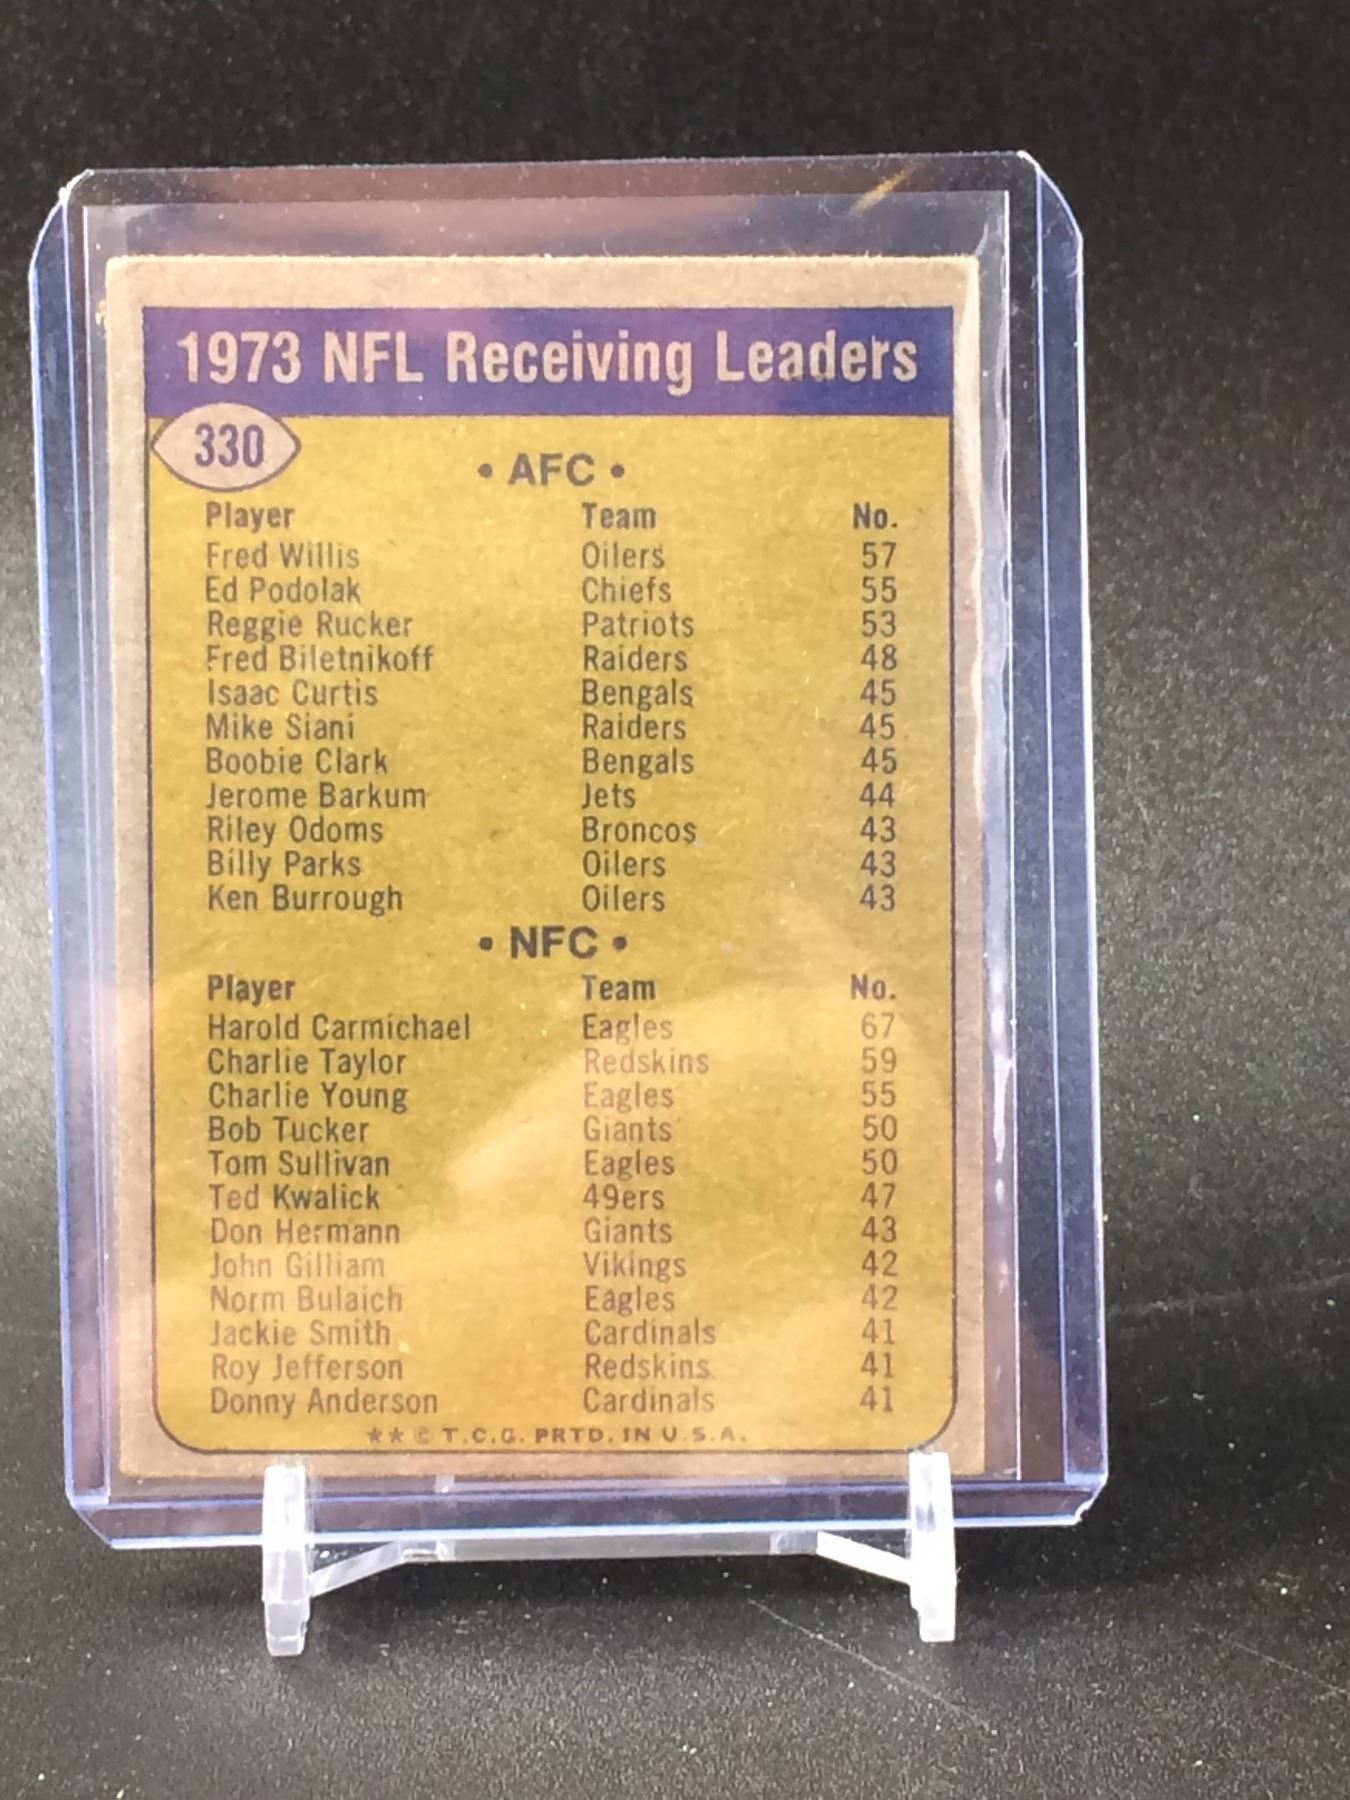 1973 NFL Receiving Leaders
330
• AFC •
Player Team No.
Fred Willis Oilers 57
Ed Podolak Chiefs 55
Reggie Rucker Patriots 53
Fred Biletnikoff Raiders 48
Isaac Curtis Bengals 45
Mike Siani Raiders 45
Boobie Clark Bengals 45
Jerome Barkum Jets 44
Riley Odoms Broncos 43
Billy Parks Oilers 43
Ken Burrough Oilers 43
• NFC •
Player Team No.
Harold Carmichael Eagles 67
Charlie Taylor Redskins 59
Charlie Young Eagles 55
Bob Tucker Giants 50
Tom Sullivan Eagles 50
Ted Kwalick 49ers 47
Don Hermann Giants 43
John Gilliam Vikings 42
Norm Bulaich Eagles 42
Jackie Smith Cardinals 41
Roy Jefferson Redskins 41
Donny Anderson Cardinals 41
** © T.C.G. PRTD. IN U.S.A.